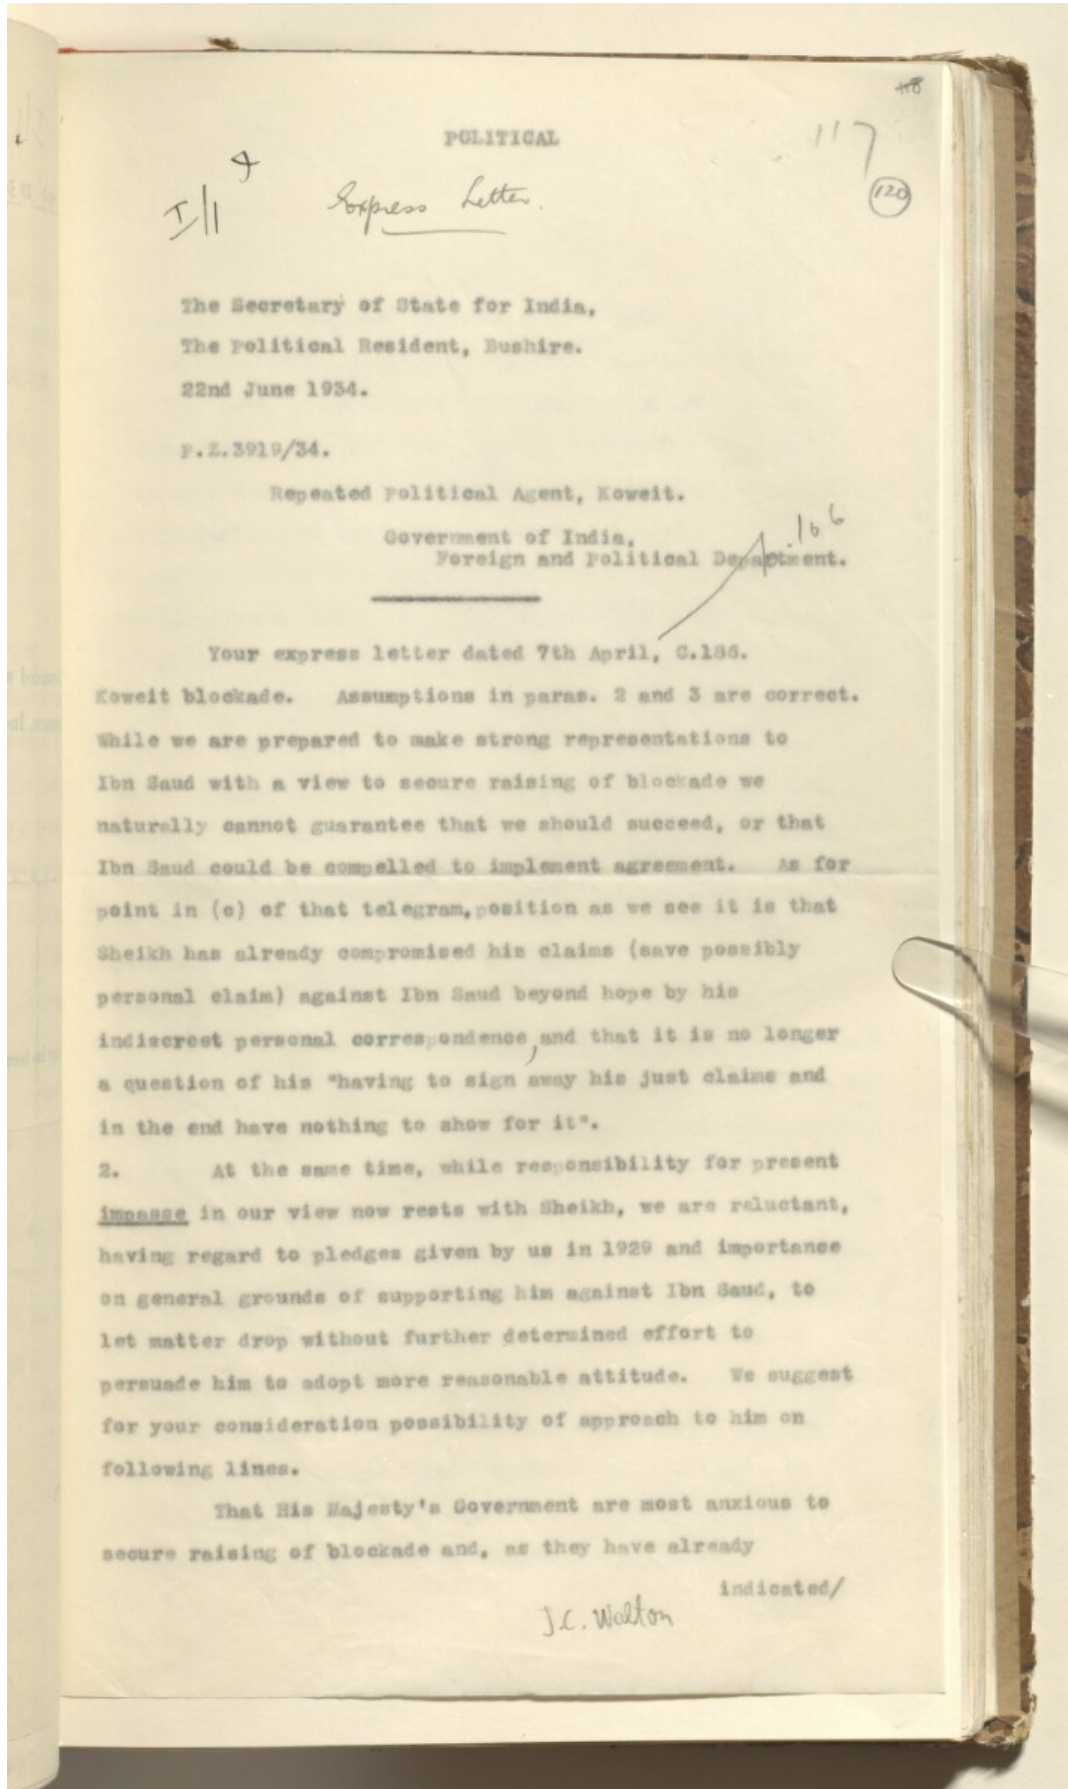 118
POLITICAL
117
120
I/1
Express Letter.
The Secretary of State for India,
The Political Resident, Bushire.
22nd June 1934.
P.Z.3919/34.
Repeated Political Agent, Koweit.
Government of India,
Foreign and Political Department.
p.106
Your express letter dated 7th April, C.186.
Koweit blockade. Assumptions in paras. 2 and 3 are correct.
While we are prepared to make strong representations to
Ibn Saud with a view to secure raising of blockade we
naturally cannot guarantee that we should succeed, or that
Ibn Saud could be compelled to implement agreement. As for
point in (c) of that telegram, position as we see it is that
Sheikh has already compromised his claims (save possibly
personal claim) against Ibn Saud beyond hope by his
indiscreet personal correspondence, and that it is no longer
a question of his "having to sign away his just claims and
in the end have nothing to show for it".
2. At the same time, while responsibility for present
impasse in our view now rests with Sheikh, we are reluctant,
having regard to pledges given by us in 1929 and importance
on general grounds of supporting him against Ibn Saud, to
let matter drop without further determined effort to
persuade him to adopt more reasonable attitude. We suggest
for your consideration possibility of approach to him on
following lines.
That His Majesty's Government are most anxious to
secure raising of blockade and, as they have already
indicated/
J.C. Walton